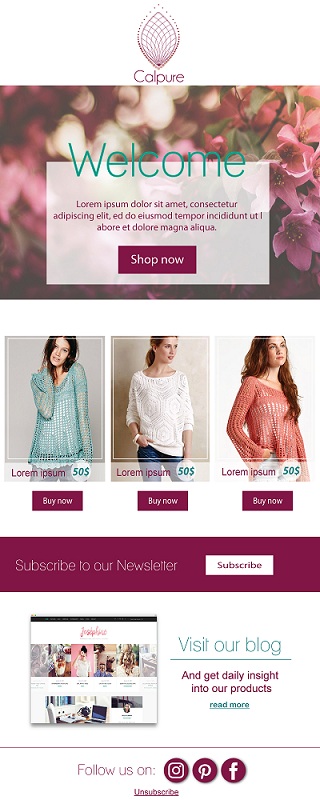 Calpure
Welcome
Lorem ipsum dolor sit amet, consectetur
adipiscing elit, ed do eiusmod tempor incididunt ut l
abore et dolore magna aliqua.
Shop now
Lorem ipsum 50$
Lorem ipsum 50$
Lorem ipsum 50$
Buy now
Buy now
Buy now
Subscribe to our Newsletter
Subscribe
Josephine
Visit our blog
And get daily insight
into our products
read more
Follow us on:
Unsubscribe